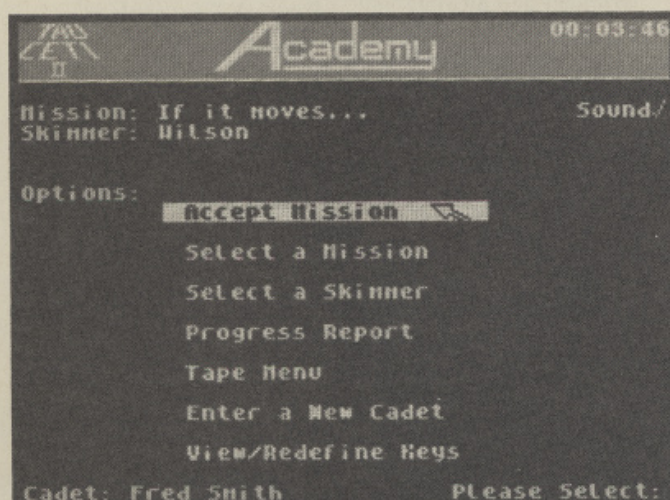 TAU CETI II Academy 00:03:46
Mission: If it moves... Sound/
Skimmer: Wilson
Options:
Accept Mission
Select a Mission
Select a Skimmer
Progress Report
Tape Menu
Enter a New Cadet
View/Redefine Keys
Cadet: Fred Smith Please Select: